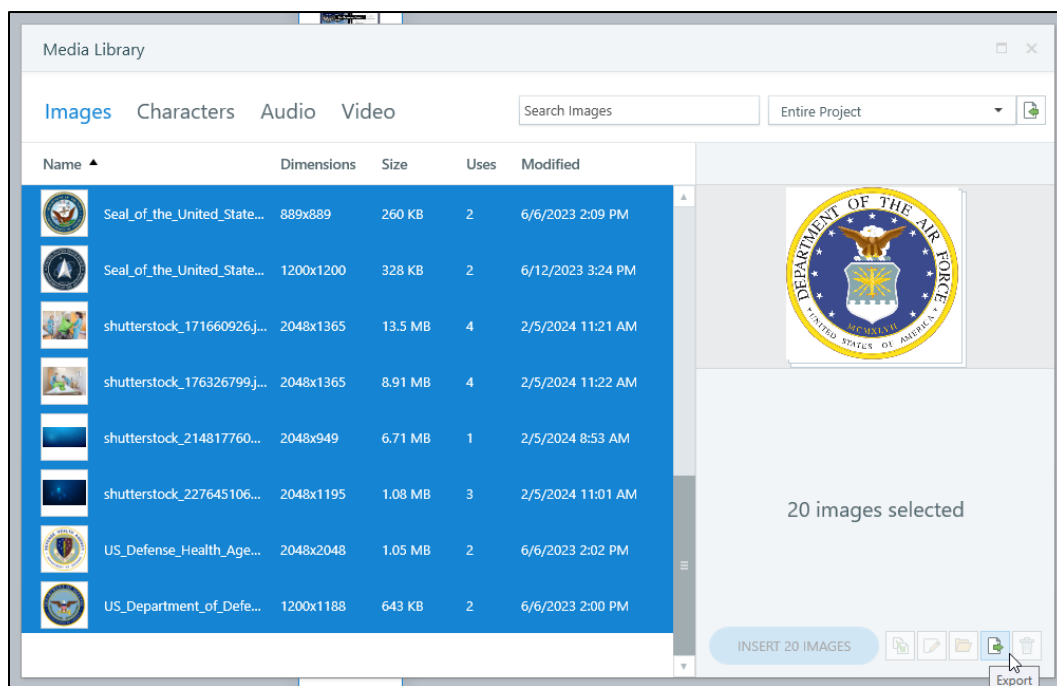 Media Library
Images Characters Audio Video Search Images Entire Project
Name Dimensions Size Uses Modified
Seal_of_the_United_State... 889x889 260 KB 2 6/6/2023 2:09 PM
Seal_of_the_United_State... 1200x1200 328 KB 2 6/12/2023 3:24 PM
shutterstock_171660926.j... 2048x1365 13.5 MB 4 2/5/2024 11:21 AM
shutterstock_176326799.j... 2048x1365 8.91 MB 4 2/5/2024 11:22 AM
shutterstock_214817760... 2048x949 6.71 MB 1 2/5/2024 8:53 AM
shutterstock_227645106... 2048x1195 1.08 MB 3 2/5/2024 11:01 AM
US_Defense_Health_Age... 2048x2048 1.05 MB 2 6/6/2023 2:02 PM
US_Department_of_Defe... 1200x1188 643 KB 2 6/6/2023 2:00 PM
DEPARTMENT OF THE AIR FORCE
MCMXLVII
UNITED STATES OF AMERICA
20 images selected
INSERT 20 IMAGES
Export